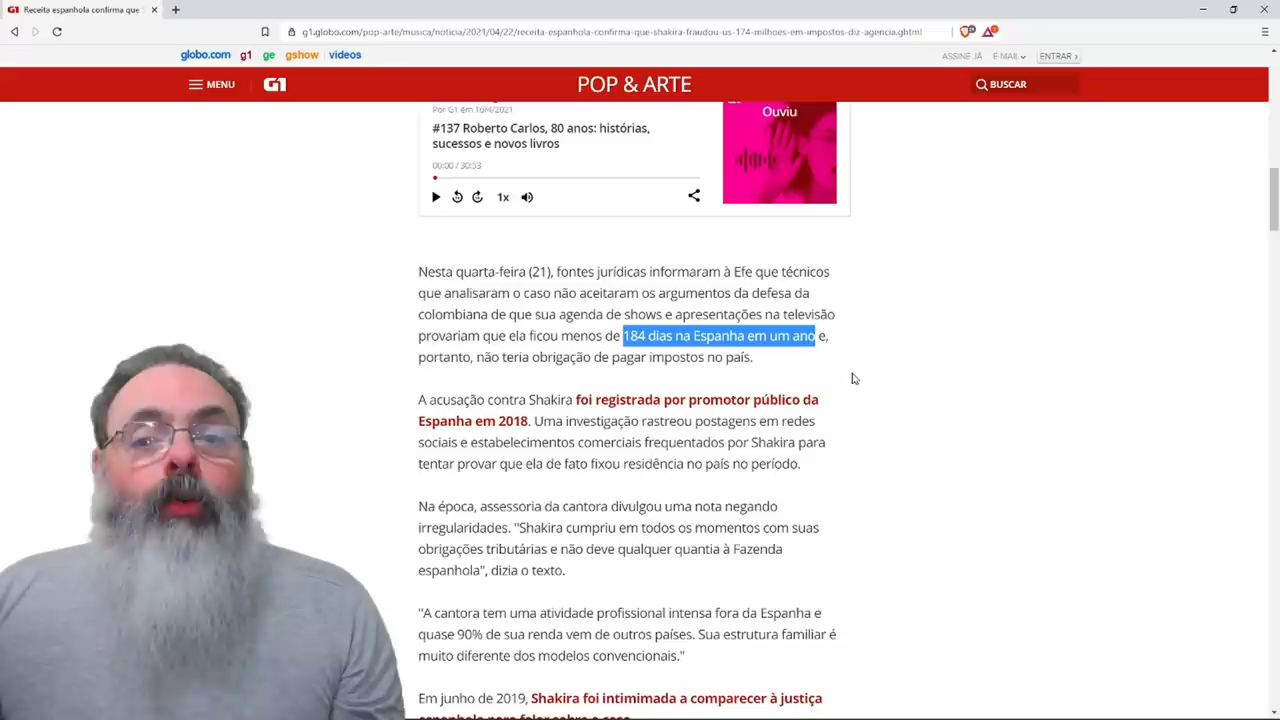 Receita espanhola confirma que
g1.globo.com/pop-arte/musica/noticia/2021/04/22/receita-espanhola-confirma-que-shakira-fraudou-us-174-milhoes-em-impostos-diz-agencia.ghtml
globo.com g1 ge gshow videos ASSINE JÁ E-MAIL ENTRAR ›
MENU G1 POP & ARTE BUSCAR
Ouviu
Por G1 em 16/4/2021
#137 Roberto Carlos, 80 anos: histórias,
sucessos e novos livros
00:00 / 30:53
1x
Nesta quarta-feira (21), fontes jurídicas informaram à Efe que técnicos
que analisaram o caso não aceitaram os argumentos da defesa da
colombiana de que sua agenda de shows e apresentações na televisão
provariam que ela ficou menos de 184 dias na Espanha em um ano e,
portanto, não teria obrigação de pagar impostos no país.
A acusação contra Shakira foi registrada por promotor público da
Espanha em 2018. Uma investigação rastreou postagens em redes
sociais e estabelecimentos comerciais frequentados por Shakira para
tentar provar que ela de fato fixou residência no país no período.
Na época, assessoria da cantora divulgou uma nota negando
irregularidades. "Shakira cumpriu em todos os momentos com suas
obrigações tributárias e não deve qualquer quantia à Fazenda
espanhola", dizia o texto.
"A cantora tem uma atividade profissional intensa fora da Espanha e
quase 90% de sua renda vem de outros países. Sua estrutura familiar é
muito diferente dos modelos convencionais."
Em junho de 2019, Shakira foi intimimada a comparecer à justiça
espanhola para falar sobre o caso.